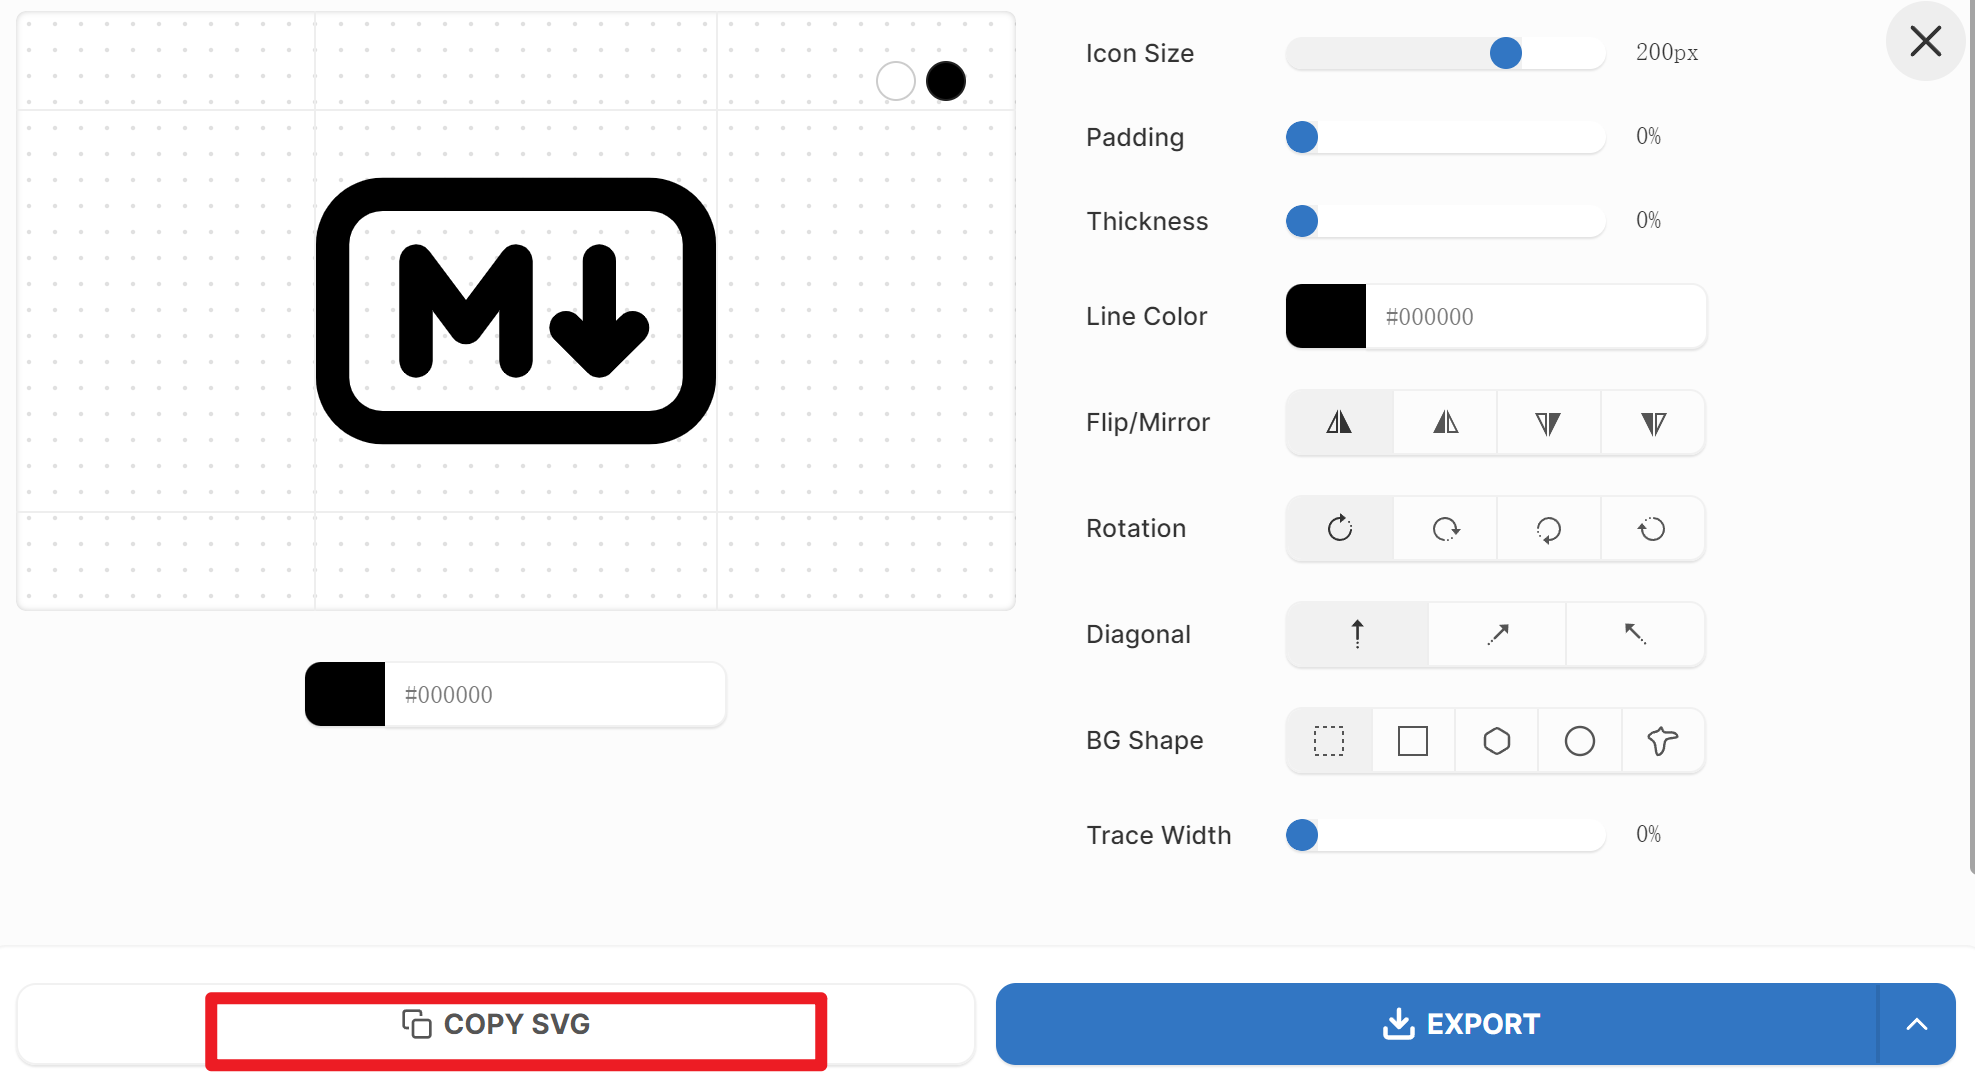 Icon Size
200px
Padding
0%
Thickness
0%
Line Color
#000000
Flip/Mirror
Rotation
Diagonal
BG Shape
Trace Width
0%
M
#000000
COPY SVG
EXPORT